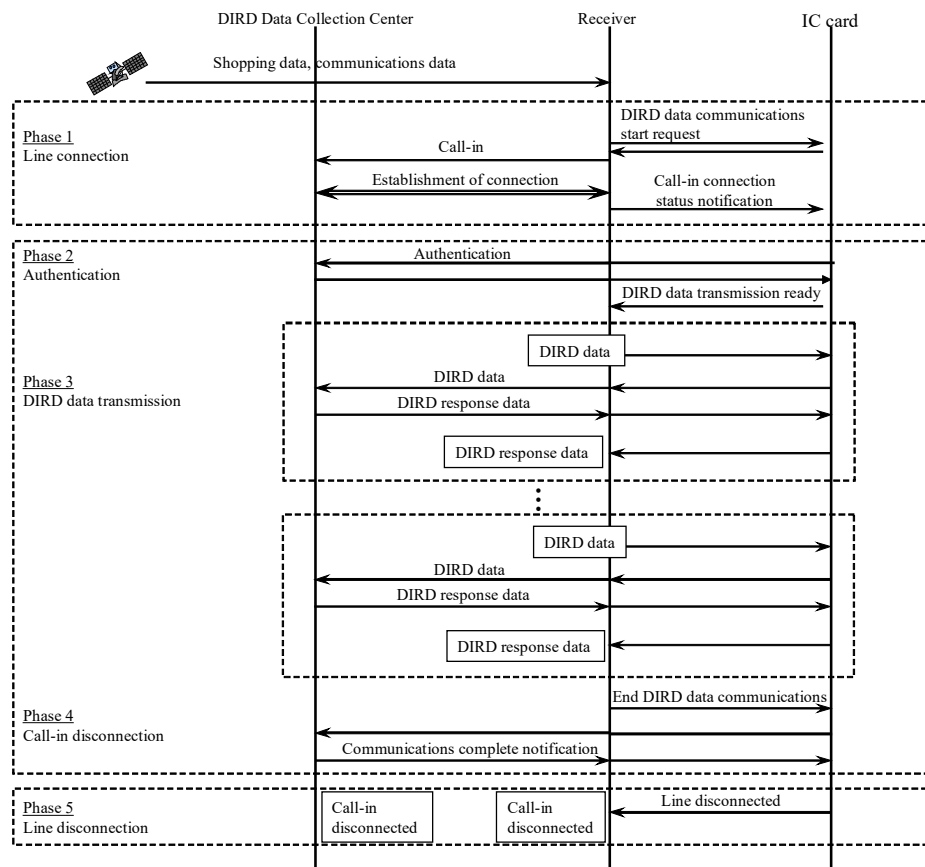 DIRD Data Collection Center
Receiver
IC card
Shopping data, communications data
Phase 1
Line connection
DIRD data communications
start request
Call-in
Establishment of connection
Call-in connection
status notification
Phase 2
Authentication
Authentication
DIRD data transmission ready
DIRD data
Phase 3
DIRD data transmission
DIRD data
DIRD response data
DIRD response data
DIRD data
DIRD data
DIRD response data
DIRD response data
End DIRD data communications
Phase 4
Call-in disconnection
Communications complete notification
Phase 5
Line disconnection
Call-in
disconnected
Call-in
disconnected
Line disconnected